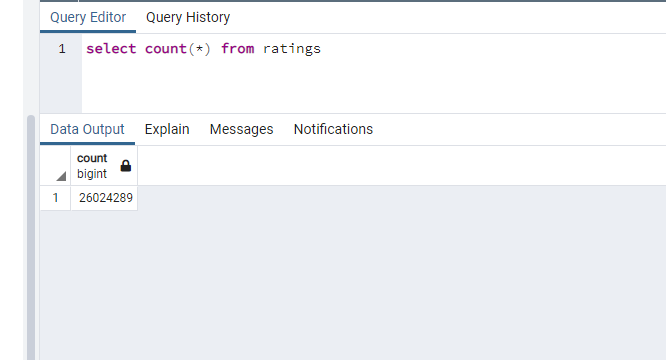 Query Editor Query History
1 select count(*) from ratings
Data Output Explain Messages Notifications
count
bigint
1 26024289